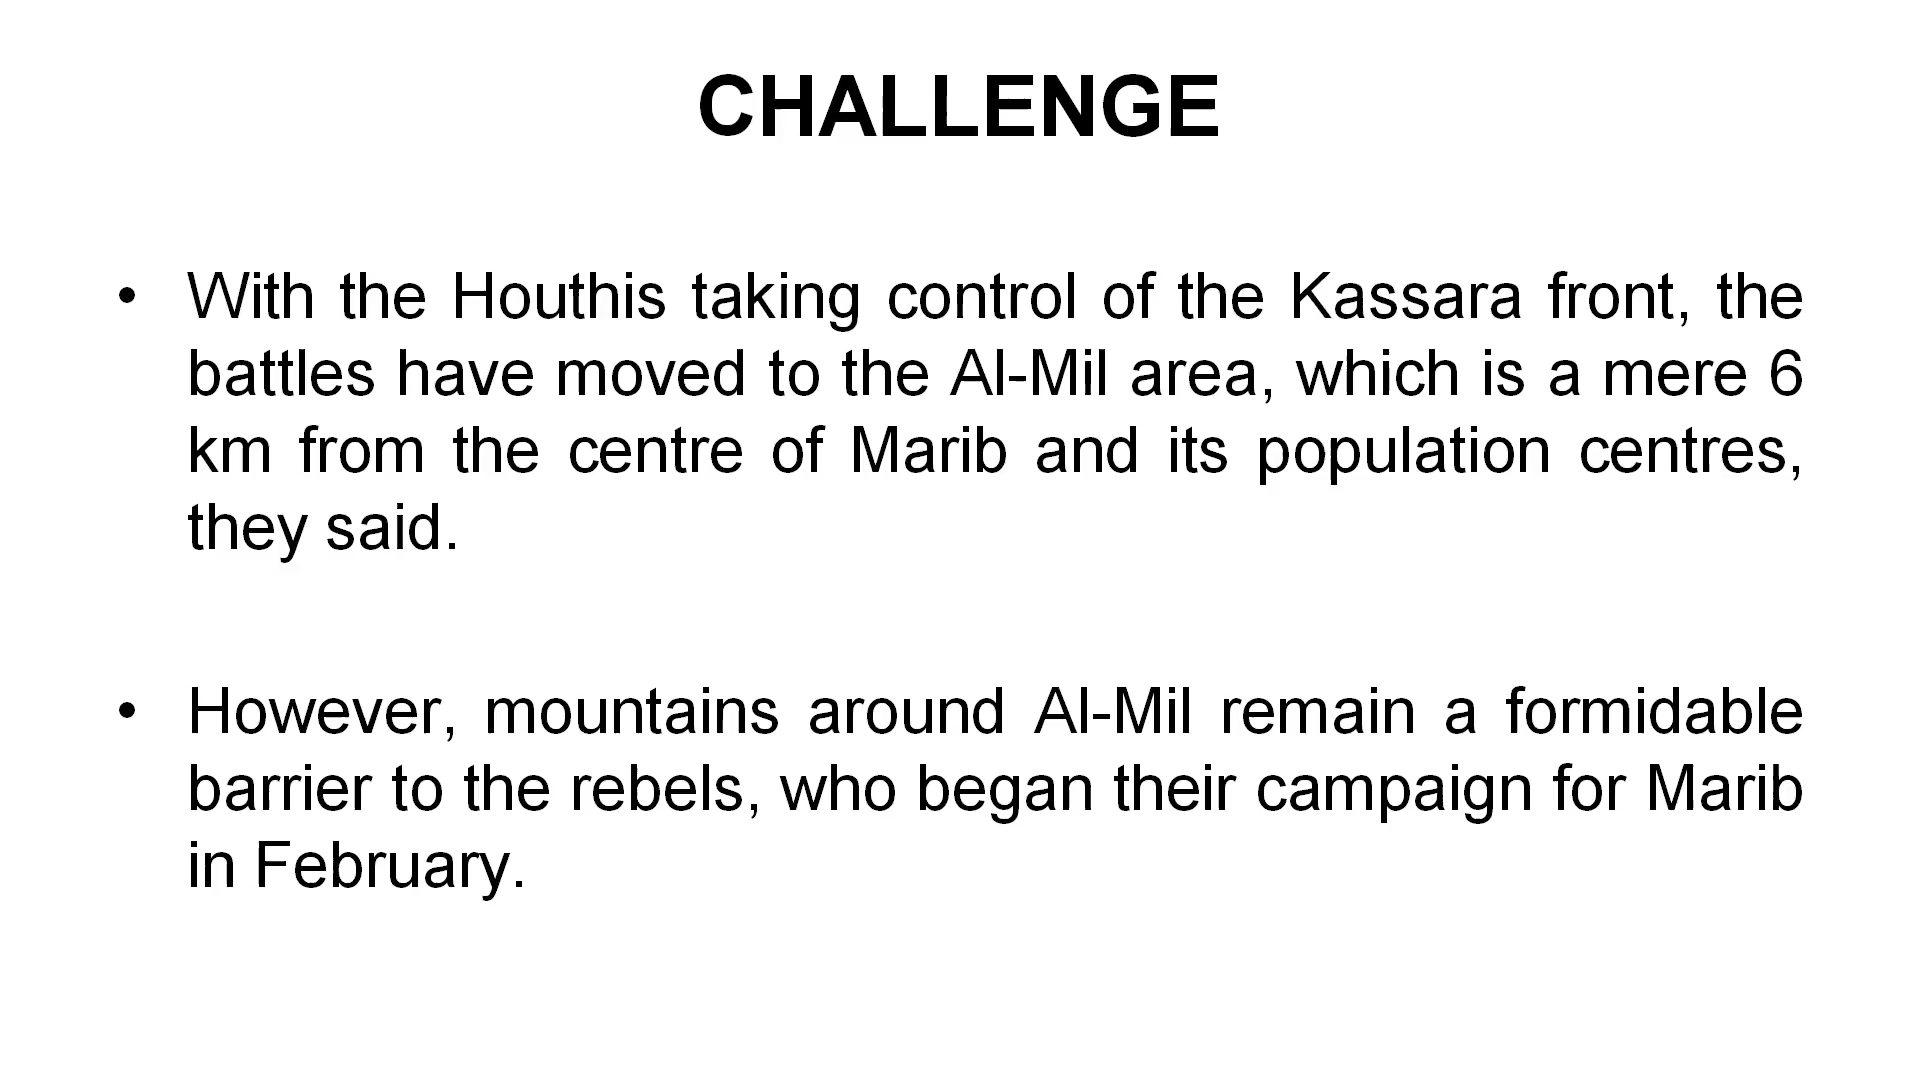 CHALLENGE
• With the Houthis taking control of the Kassara front, the
battles have moved to the Al-Mil area, which is a mere 6
km from the centre of Marib and its population centres,
they said.
• However, mountains around Al-Mil remain a formidable
barrier to the rebels, who began their campaign for Marib
in February.